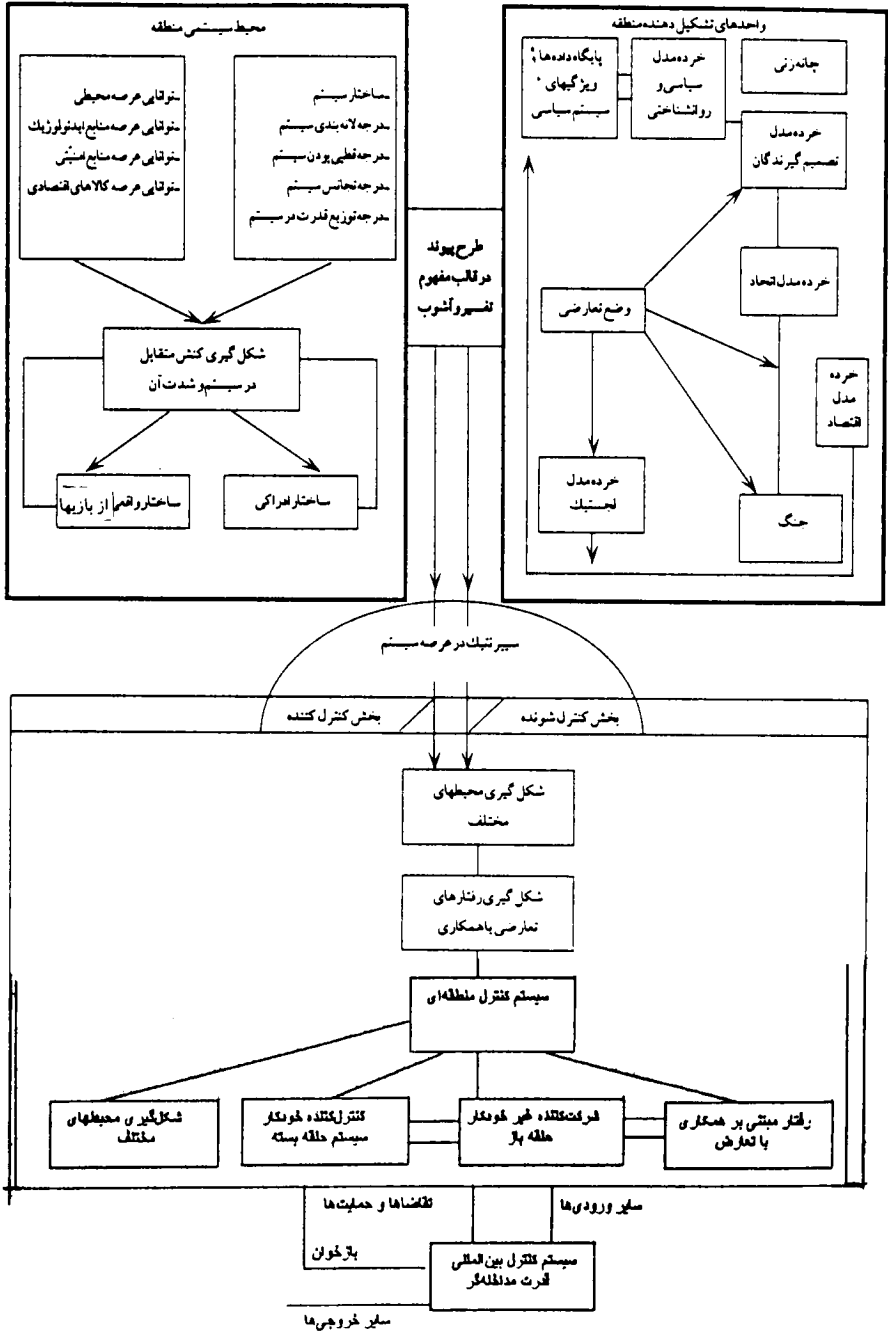 واحدهای تشکیل دهنده منطقه
چانه زنی
خرده مدل
سیاسی و
روانشناختی
پایگاه داده ها؛
ویژگیهای
سیستم سیاسی
خرده مدل
تصمیم گیرندگان
خرده مدل اتحاد
وضع تعارضی
خرده
مدل
اقتصاد
خرده مدل
لجستیك
جنگ
محیط سیستمی منطقه
ـ ساختار سیستم
ـ درجه لانه بندی سیستم
ـ درجه قطبی بودن سیستم
ـ درجه تجانس سیستم
ـ درجه توزیع قدرت در سیستم
ـ توانایی عرصه محیطی
ـ توانایی عرصه منابع ایدئولوژیك
ـ توانایی عرصه منابع امنیتی
ـ توانایی عرصه کالاهای اقتصادی
شکل گیری کنش متقابل
در سیستم و شدت آن
ساختار ادراکی
ساختار واقعی از بازیها
طرح پیوند
در قالب مفهوم
تغییر و آشوب
سیبرنتیك در عرصه سیستم
بخش کنترل شونده
بخش کنترل کننده
شکل گیری محیطهای
مختلف
شکل گیری رفتارهای
تعارضی یا همکاری
سیستم کنترل منطقه‌ای
رفتار مبتنی بر همکاری
یا تعارض
شرکت‌کننده غیر خودکار
حلقه باز
کنترل‌کننده خودکار
سیستم حلقه بسته
شکل‌گیری محیطهای
مختلف
سایر ورودی‌ها
تقاضاها و حمایت‌ها
بازخوان
سیستم کنترل بین‌المللی
قدرت مداخله‌گر
سایر خروجی‌ها